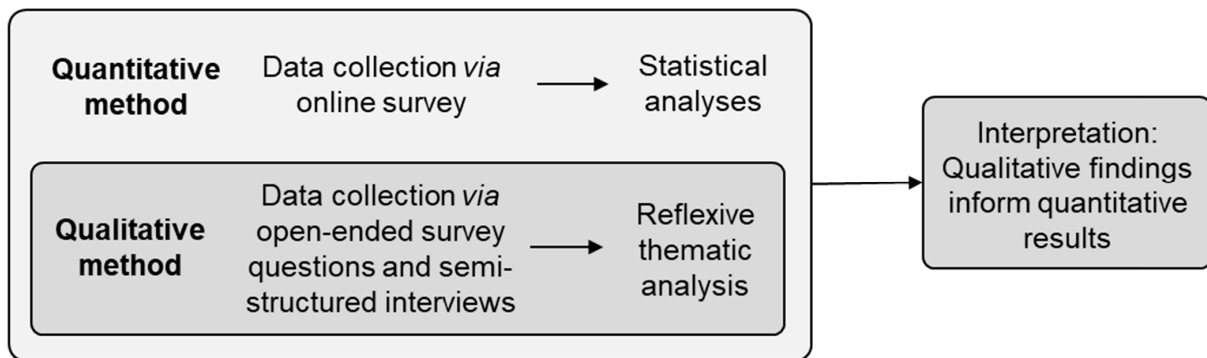 Quantitative
method
Data collection via
online survey
Statistical
analyses
Qualitative
method
Data collection via
open-ended survey
questions and semi-
structured interviews
Reflexive
thematic
analysis
Interpretation:
Qualitative findings
inform quantitative
results